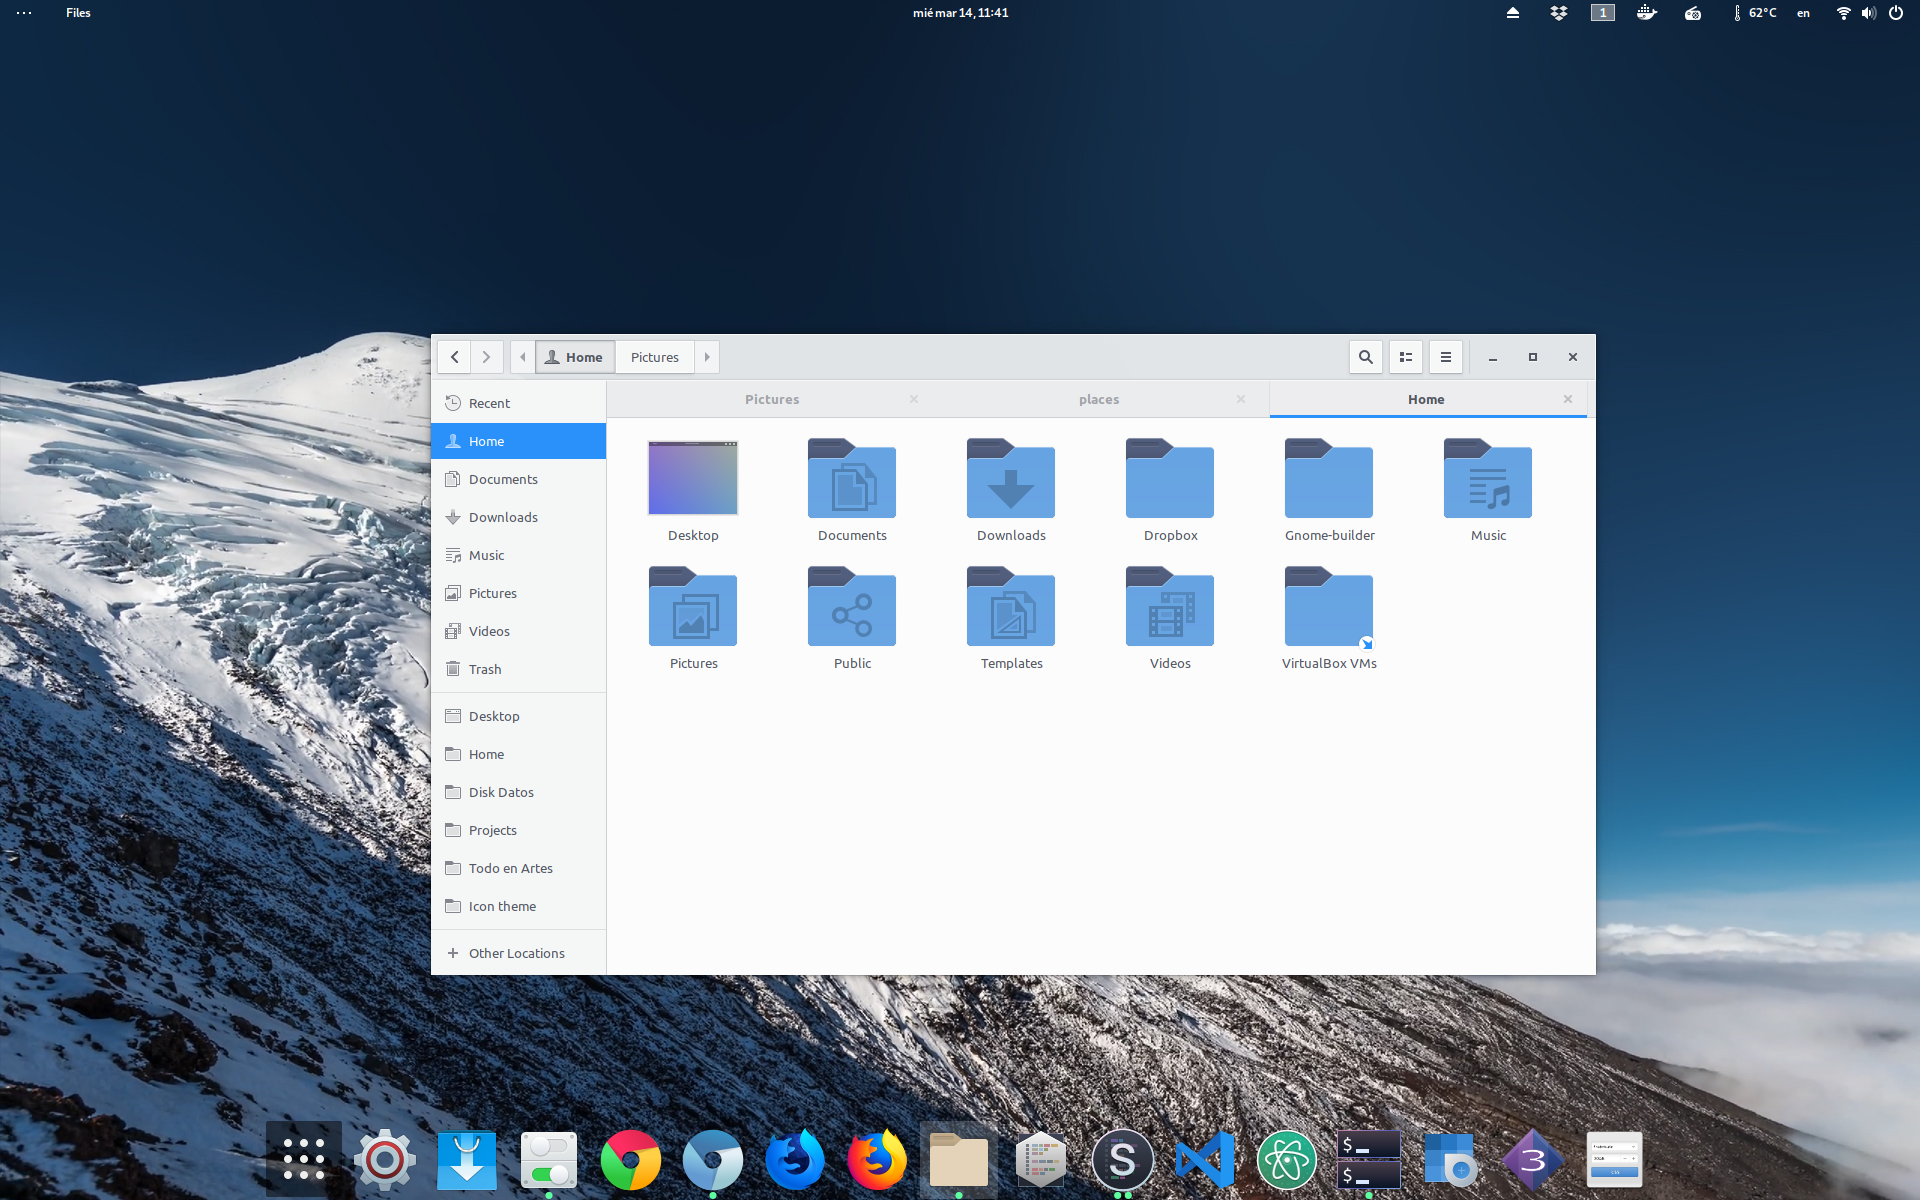 Files
mié mar 14, 11:41
1
62°C
en
Home
Pictures
Recent
Home
Documents
Downloads
Music
Pictures
Videos
Trash
Desktop
Home
Disk Datos
Projects
Todo en Artes
Icon theme
Other Locations
Pictures
places
Home
Desktop
Documents
Downloads
Dropbox
Gnome-builder
Music
Pictures
Public
Templates
Videos
VirtualBox VMs
S
$
$
3